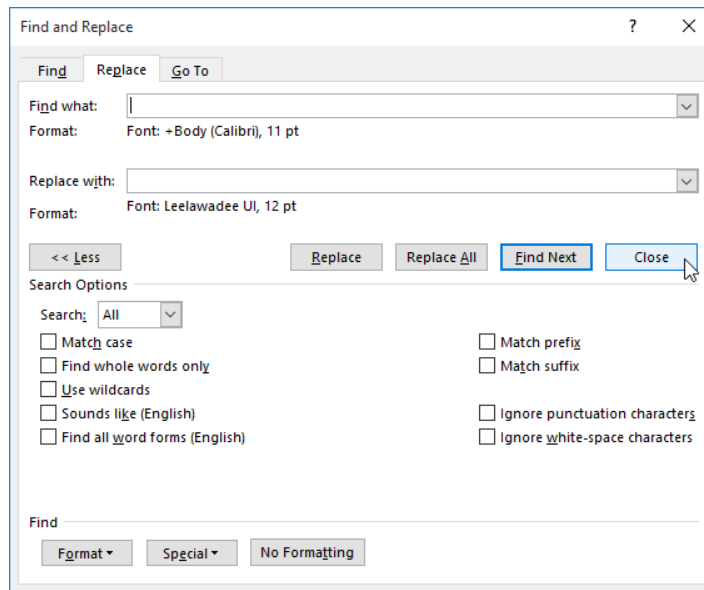 Find and Replace ? ✕
Find Replace Go To
Find what:
Format: Font: +Body (Calibri), 11 pt
Replace with:
Format: Font: Leelawadee UI, 12 pt
<< Less Replace Replace All Find Next Close
Search Options
Search: All
Match case Match prefix
Find whole words only Match suffix
Use wildcards
Sounds like (English) Ignore punctuation characters
Find all word forms (English) Ignore white-space characters
Find
Format Special No Formatting